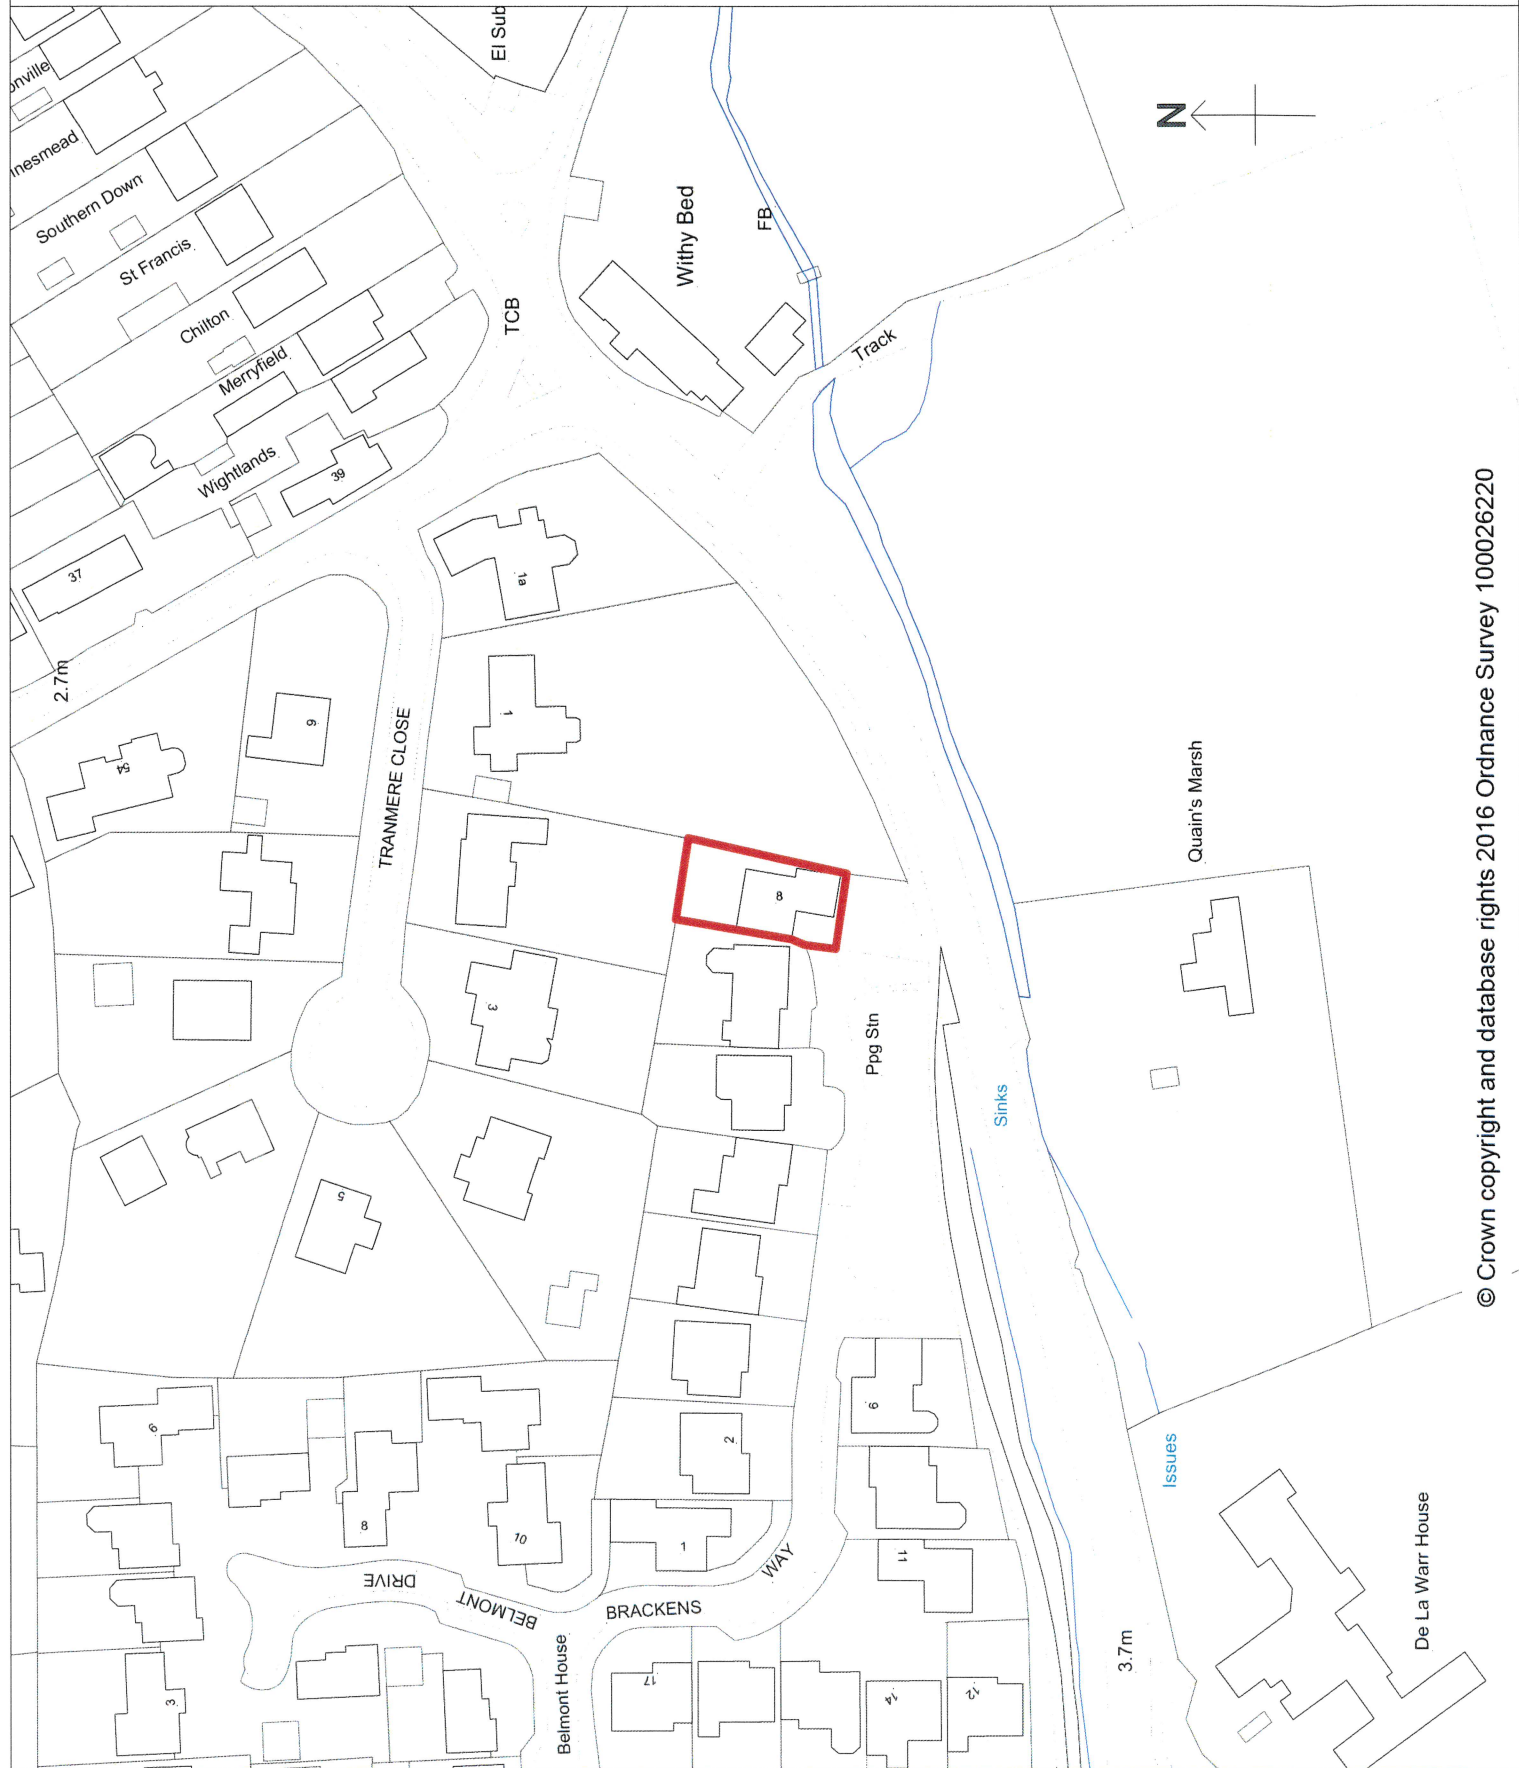 El Sub
onville
inesmead
Southern Down
St Francis
Chilton
Merryfield
Wightlands
39
37
2.7m
TCB
Withy Bed
FB
Track
N
1a
54
6
TRANMERE CLOSE
1
8
3
5
Ppg Stn
Sinks
Quain's Marsh
9
8
10
2
1
9
11
DRIVE
BELMONT
BRACKENS
WAY
Belmont House
3
17
14
12
Issues
3.7m
De La Warr House
© Crown copyright and database rights 2016 Ordnance Survey 100026220